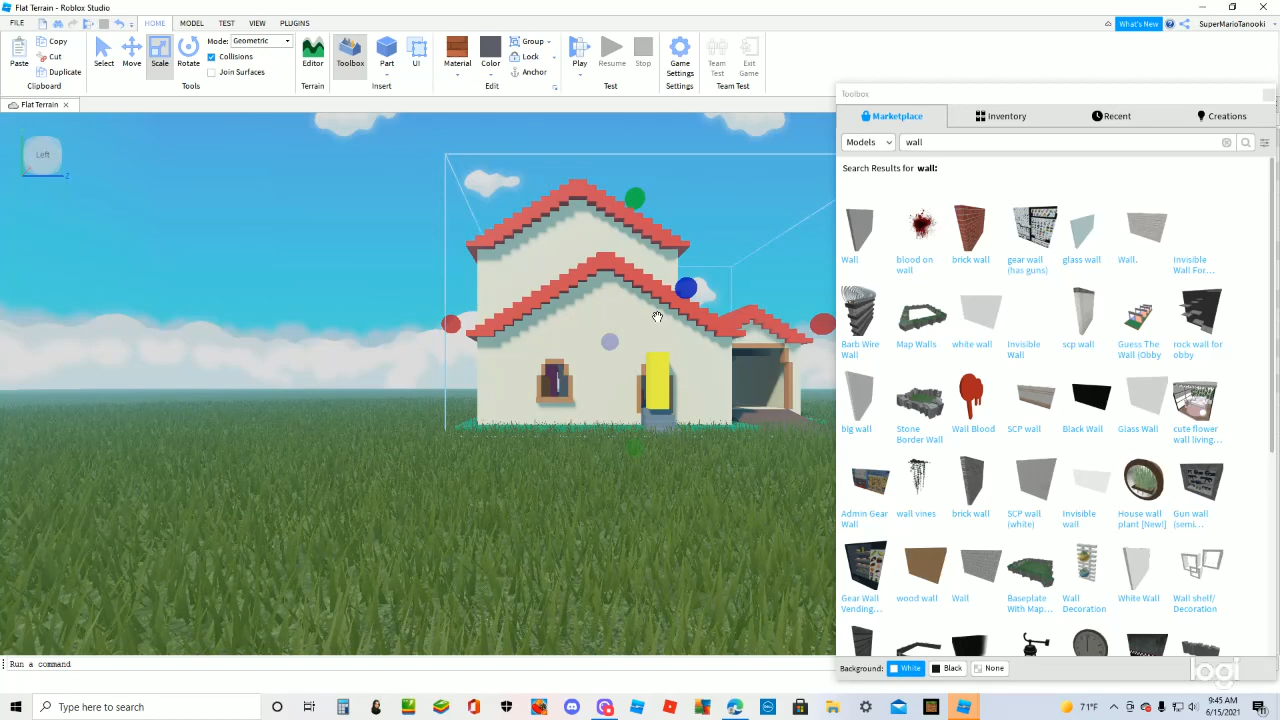 Flat Terrain - Roblox Studio
FILE HOME MODEL TEST VIEW PLUGINS What's New SuperMarioTanooki
Copy Cut Duplicate Paste Clipboard
Select Move Scale Rotate Mode: Geometric Collisions Join Surfaces Tools
Editor Terrain
Toolbox Part UI Insert
Material Color Group Lock Anchor Edit
Play Resume Stop Test
Game Settings Settings
Team Test Exit Game Team Test
Flat Terrain
Left
Z
Toolbox
Marketplace Inventory Recent Creations
Models wall
Search Results for wall:
Wall blood on wall brick wall gear wall (has guns) glass wall Wall. Invisible Wall For...
Barb Wire Wall Map Walls white wall Invisible Wall scp wall Guess The Wall (Obby rock wall for obby
big wall Stone Border Wall Wall Blood SCP wall Black Wall Glass Wall cute flower wall living...
Admin Gear Wall wall vines brick wall SCP wall (white) Invisible wall House wall plant [New!] Gun wall (semi...
Gear Wall Vending... wood wall Wall Baseplate With Map... Wall Decoration White Wall Wall shelf/ Decoration
Run a command
Background: White Black None
logi
Type here to search
71°F
9:45 AM
6/15/2021